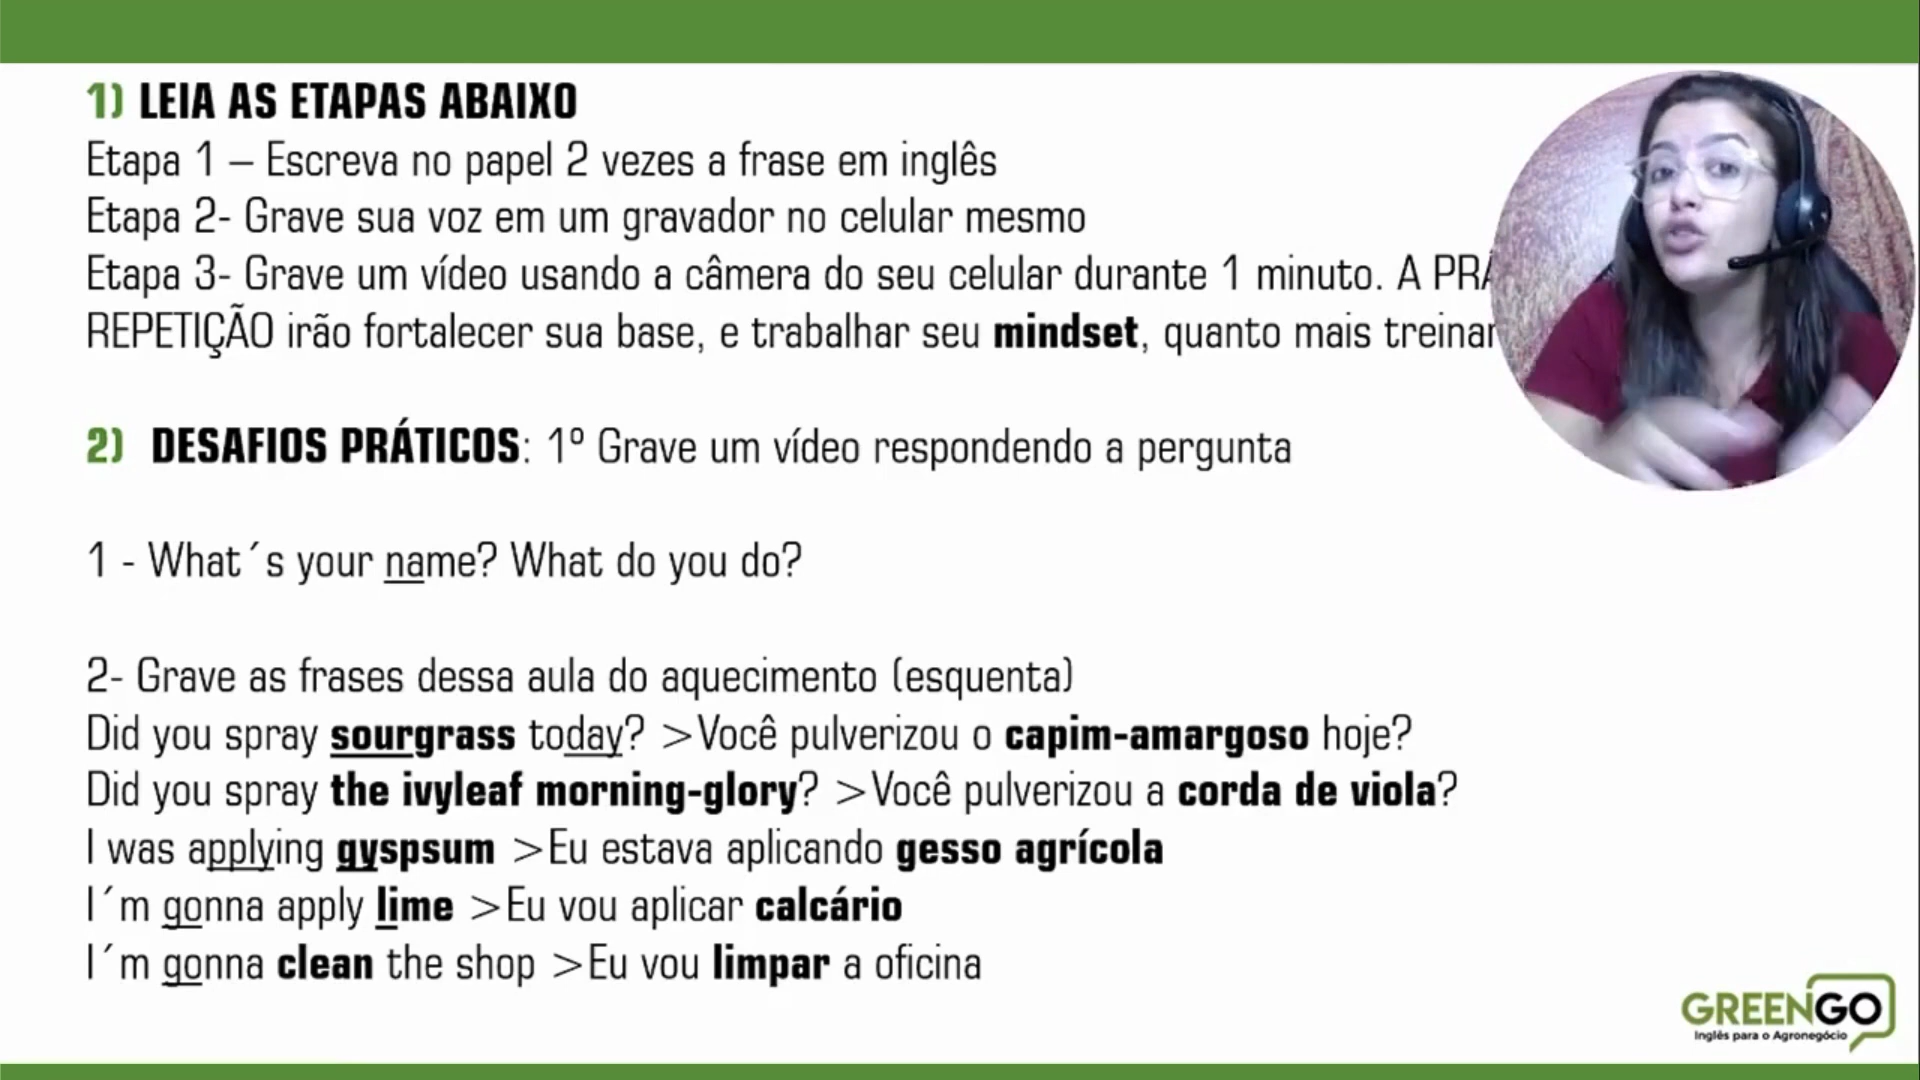 1) LEIA AS ETAPAS ABAIXO
Etapa 1 – Escreva no papel 2 vezes a frase em inglês
Etapa 2- Grave sua voz em um gravador no celular mesmo
Etapa 3- Grave um vídeo usando a câmera do seu celular durante 1 minuto. A
REPETIÇÃO irão fortalecer sua base, e trabalhar seu mindset, quanto mais
2) DESAFIOS PRÁTICOS: 1º Grave um vídeo respondendo a pergunta
1 - What´s your name? What do you do?
2- Grave as frases dessa aula do aquecimento (esquenta)
Did you spray sourgrass today? >Você pulverizou o capim-amargoso hoje?
Did you spray the ivyleaf morning-glory? >Você pulverizou a corda de viola?
I was applying gyspsum >Eu estava aplicando gesso agrícola
I´m gonna apply lime >Eu vou aplicar calcário
I´m gonna clean the shop >Eu vou limpar a oficina
GREENGO
Inglês para o Agronegócio